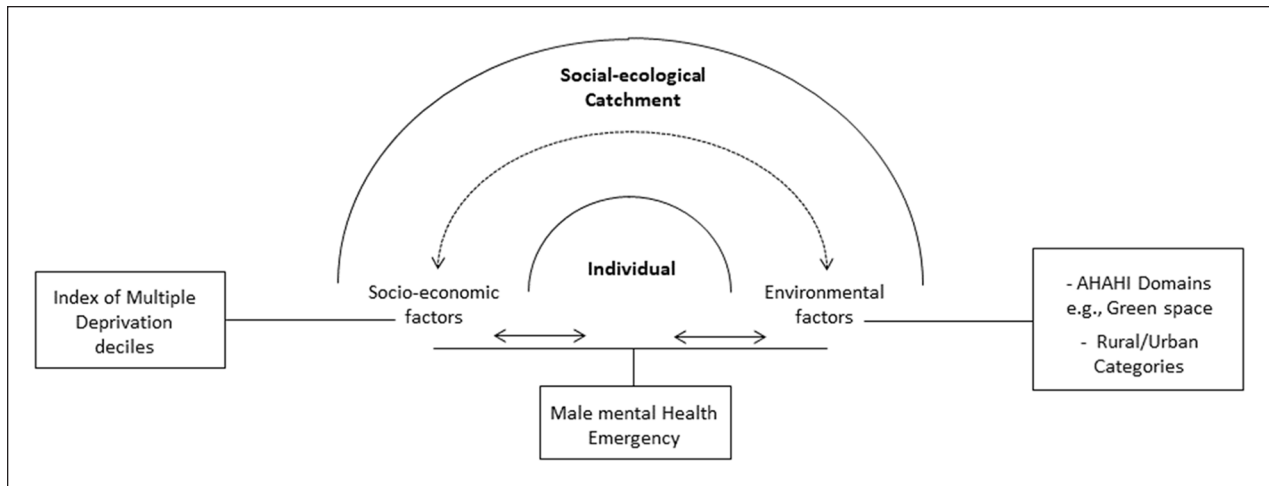 Social-ecological
Catchment
Individual
Socio-economic
factors
Environmental
factors
Index of Multiple
Deprivation
deciles
- AHAHI Domains
e.g., Green space
- Rural/Urban
Categories
Male mental Health
Emergency